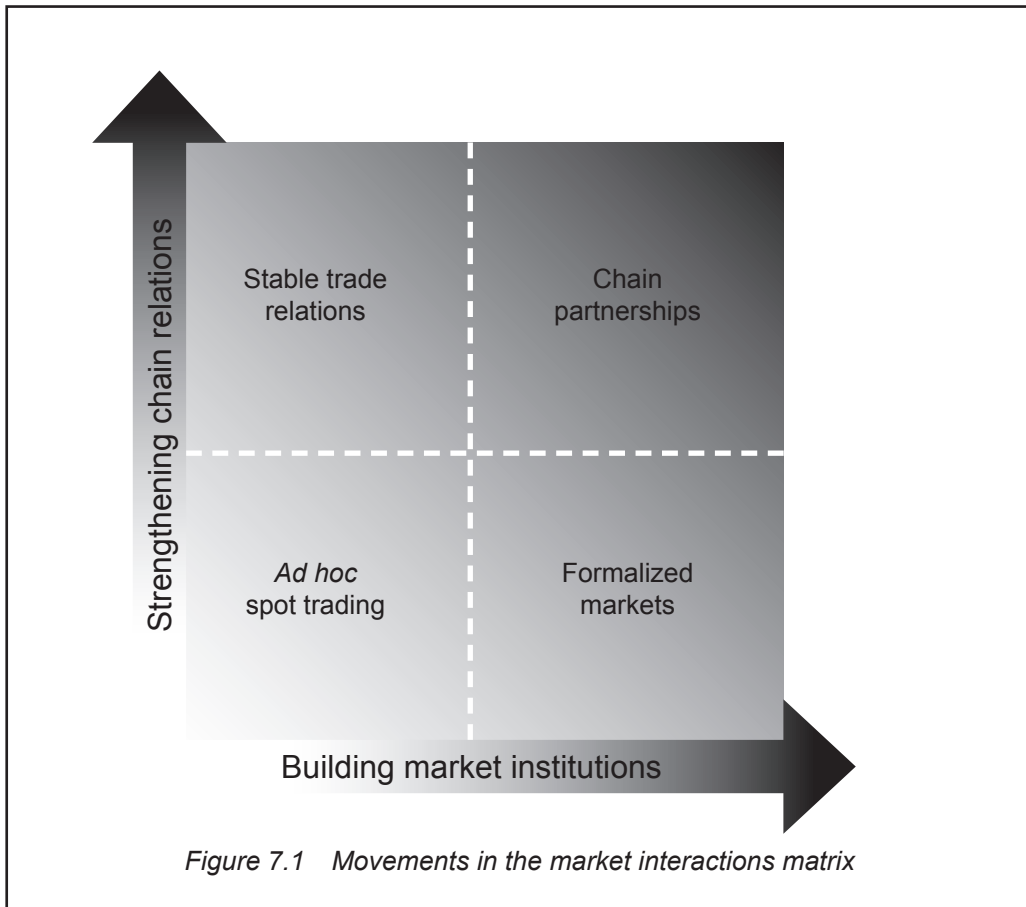 Strengthening chain relations
Stable trade
relations
Chain
partnerships
Ad hoc
spot trading
Formalized
markets
Building market institutions
Figure 7.1 Movements in the market interactions matrix